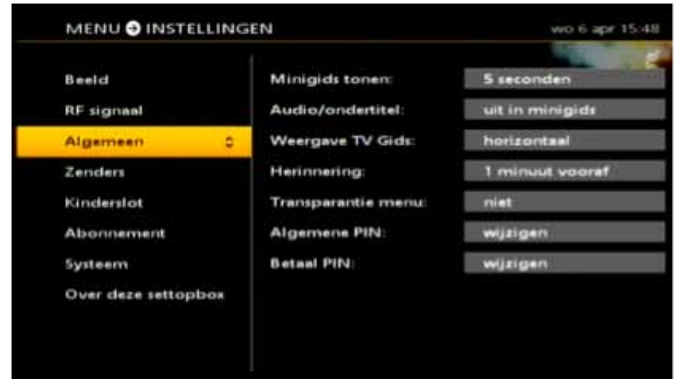 MENU INSTELLINGEN wo 6 apr 15:48
Beeld Minigids tonen: 5 seconden
RF signaal Audio/ondertitel: uit in minigids
Algemeen Weergave TV Gids: horizontaal
Zenders Herinnering: 1 minuut vooraf
Kinderslot Transparantie menu: niet
Abonnement Algemene PIN: wijzigen
Systeem Betaal PIN: wijzigen
Over deze settopbox